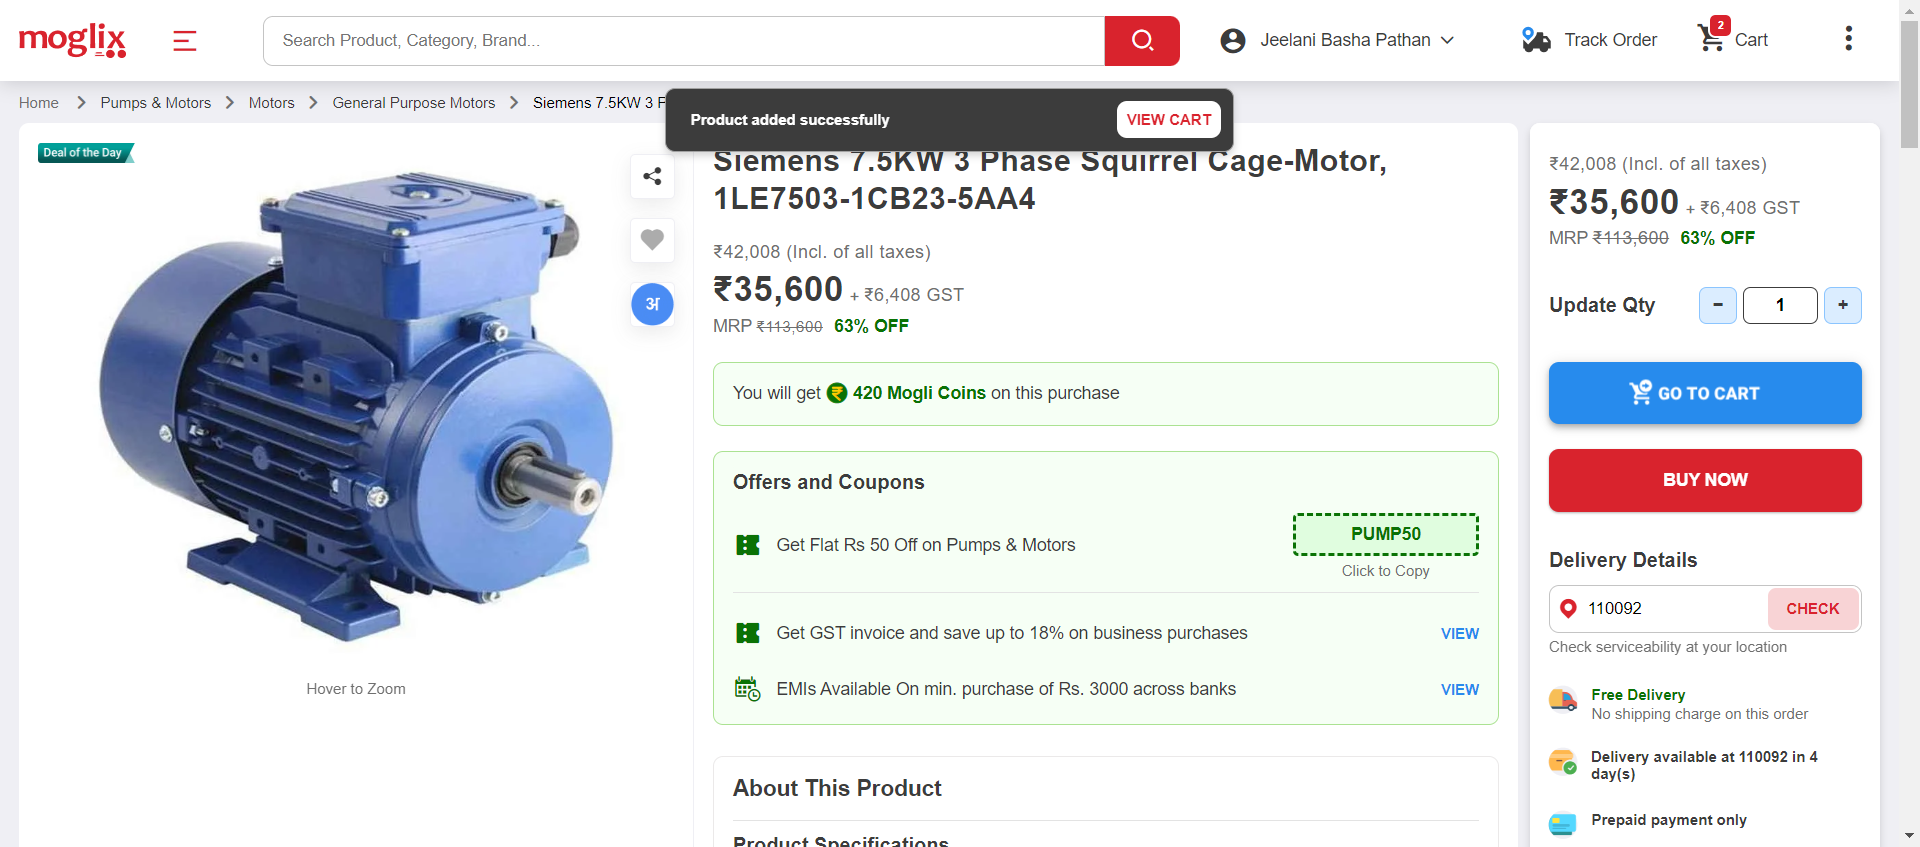 moglix
Search Product, Category, Brand...
Jeelani Basha Pathan
Track Order
2
Cart
Home
Pumps & Motors
Motors
General Purpose Motors
Siemens 7.5KW 3 F
Product added successfully
VIEW CART
Deal of the Day
अ
Hover to Zoom
Siemens 7.5KW 3 Phase Squirrel Cage-Motor,
1LE7503-1CB23-5AA4
₹42,008 (Incl. of all taxes)
₹35,600 + ₹6,408 GST
MRP ₹113,600 63% OFF
You will get 420 Mogli Coins on this purchase
Offers and Coupons
Get Flat Rs 50 Off on Pumps & Motors
PUMP50
Click to Copy
Get GST invoice and save up to 18% on business purchases
VIEW
EMIs Available On min. purchase of Rs. 3000 across banks
VIEW
About This Product
Product Specifications
₹42,008 (Incl. of all taxes)
₹35,600 + ₹6,408 GST
MRP ₹113,600 63% OFF
Update Qty
− 1 +
GO TO CART
BUY NOW
Delivery Details
110092
CHECK
Check serviceability at your location
Free Delivery
No shipping charge on this order
Delivery available at 110092 in 4
day(s)
Prepaid payment only